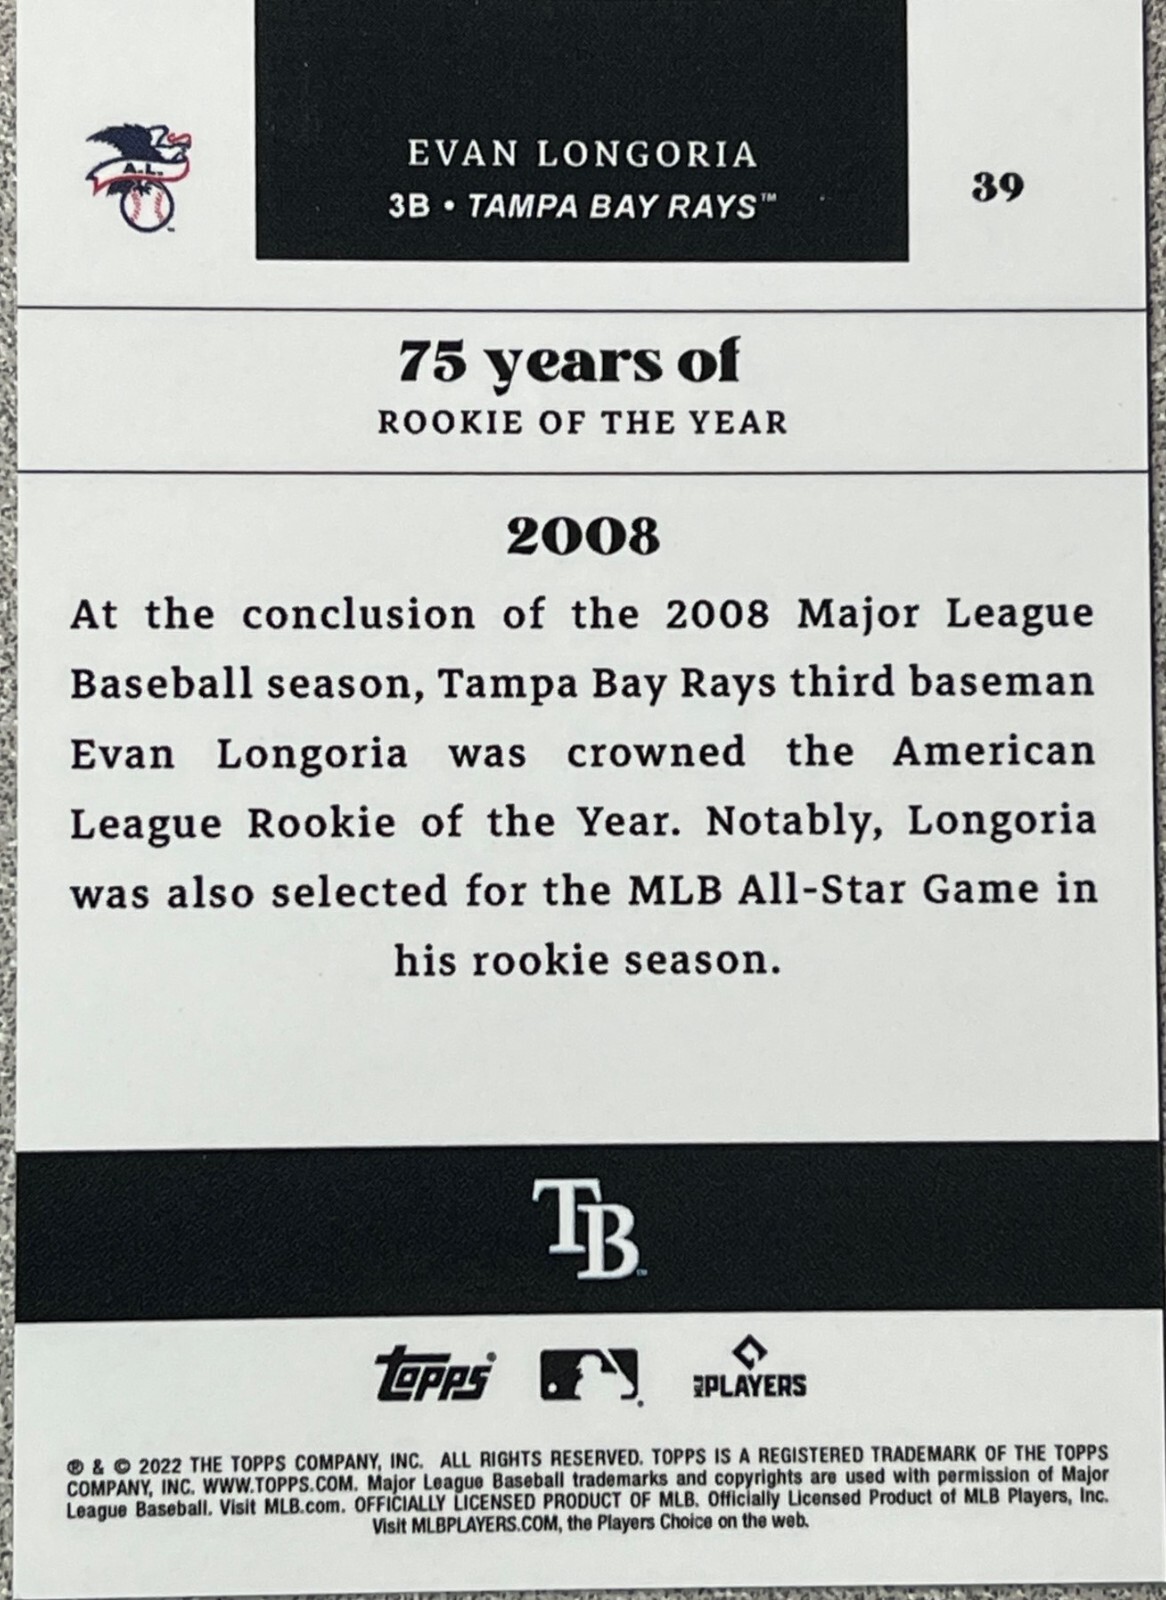 A.L.
EVAN LONGORIA
3B • TAMPA BAY RAYS™
39
75 years of
ROOKIE OF THE YEAR
2008
At the conclusion of the 2008 Major League
Baseball season, Tampa Bay Rays third baseman
Evan Longoria was crowned the American
League Rookie of the Year. Notably, Longoria
was also selected for the MLB All-Star Game in
his rookie season.
TB
topps®
MLB PLAYERS
® & © 2022 THE TOPPS COMPANY, INC. ALL RIGHTS RESERVED. TOPPS IS A REGISTERED TRADEMARK OF THE TOPPS
COMPANY, INC. WWW.TOPPS.COM. Major League Baseball trademarks and copyrights are used with permission of Major
League Baseball. Visit MLB.com. OFFICIALLY LICENSED PRODUCT OF MLB. Officially Licensed Product of MLB Players, Inc.
Visit MLBPLAYERS.COM, the Players Choice on the web.